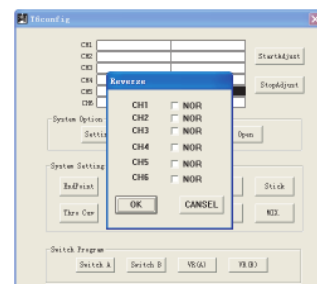 T6config
CH1
CH2
CH3
CH4
CH5
CH6
StartAdjust
StopAdjust
Reverse
CH1 NOR
CH2 NOR
CH3 NOR
CH4 NOR
CH5 NOR
CH6 NOR
OK CANSEL
System Option
Open
System Setting
EndPoint Stick
Thro Cuv MIX.
Switch Program
Switch A Switch B VR(A) VR(B)